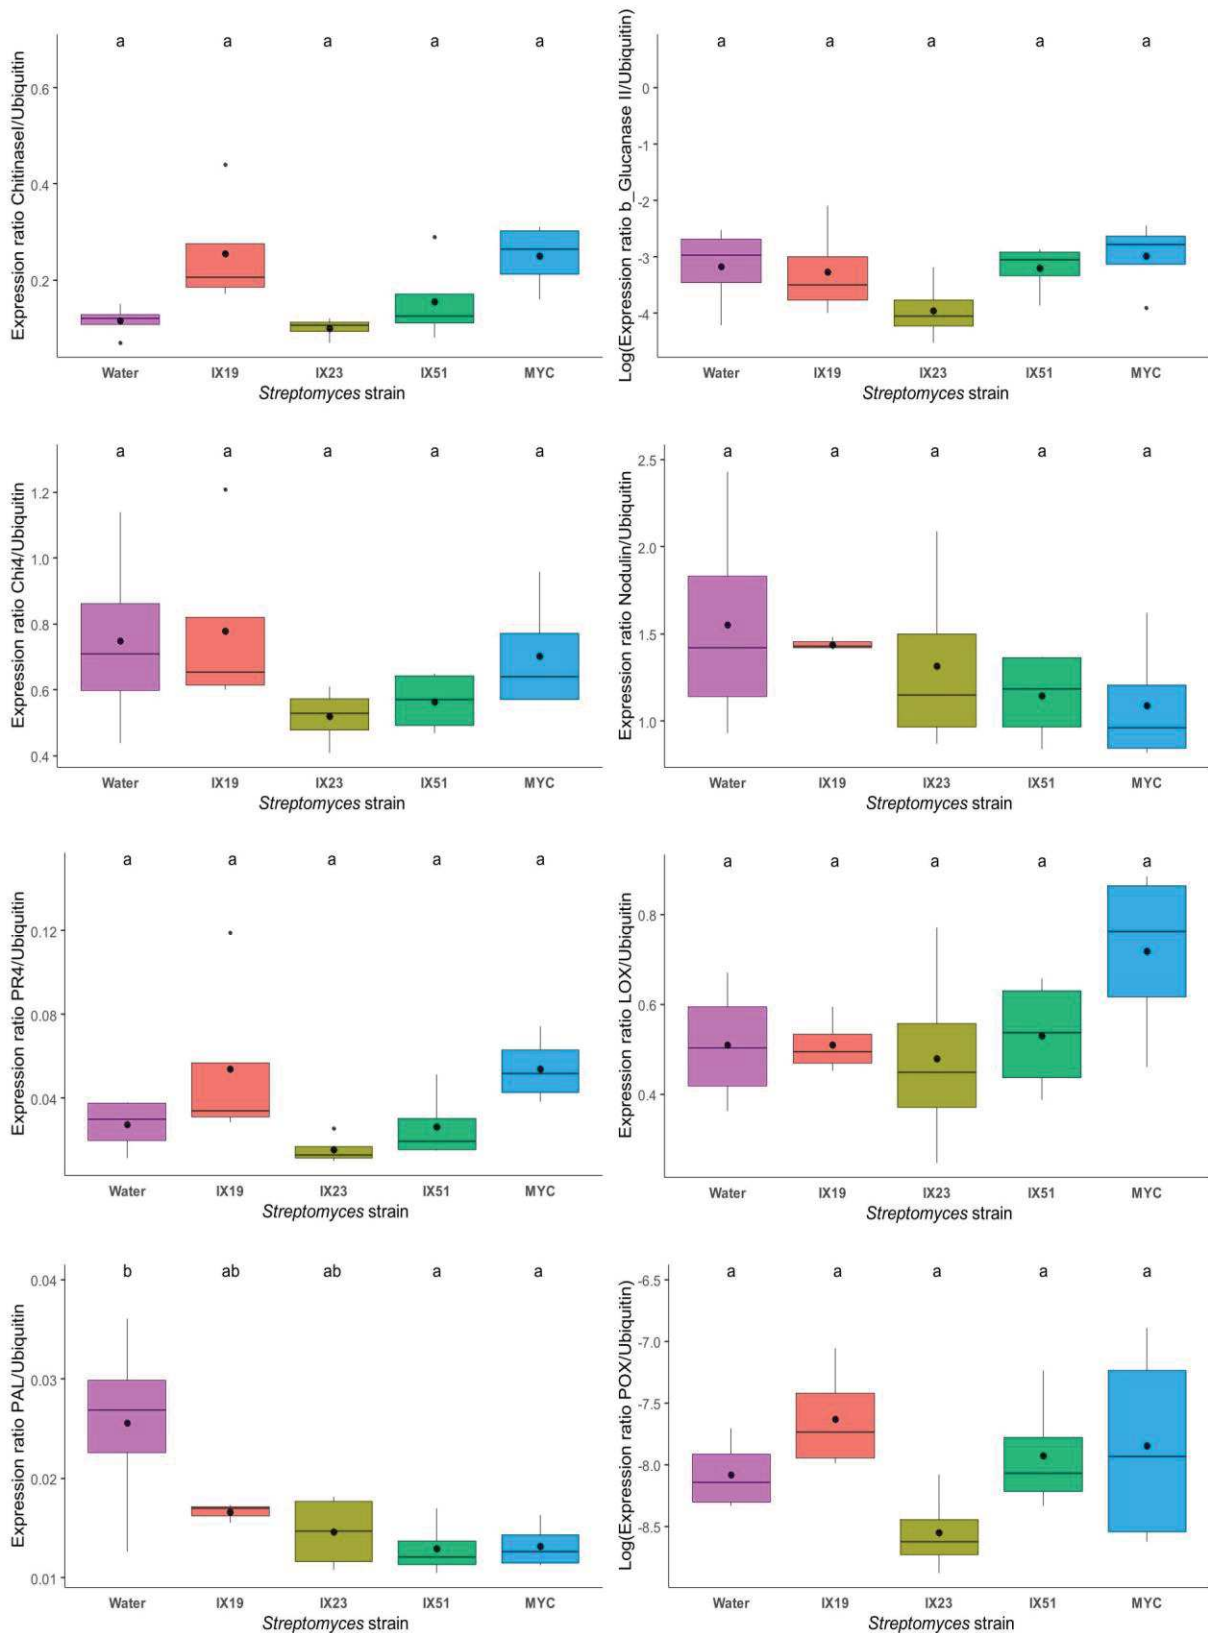 a a a a a
Expression ratio ChitinaseI/Ubiquitin
0.6
0.4
0.2
Water IX19 IX23 IX51 MYC
Streptomyces strain
a a a a a
Log(Expression ratio b_Glucanase II/Ubiquitin)
0
-1
-2
-3
-4
Water IX19 IX23 IX51 MYC
Streptomyces strain
a a a a a
Expression ratio Chi4/Ubiquitin
1.2
1.0
0.8
0.6
0.4
Water IX19 IX23 IX51 MYC
Streptomyces strain
a a a a a
Expression ratio Nodulin/Ubiquitin
2.5
2.0
1.5
1.0
Water IX19 IX23 IX51 MYC
Streptomyces strain
a a a a a
Expression ratio PR4/Ubiquitin
0.12
0.08
0.04
Water IX19 IX23 IX51 MYC
Streptomyces strain
a a a a a
Expression ratio LOX/Ubiquitin
0.8
0.6
0.4
Water IX19 IX23 IX51 MYC
Streptomyces strain
b ab ab a a
Expression ratio PAL/Ubiquitin
0.04
0.03
0.02
0.01
Water IX19 IX23 IX51 MYC
Streptomyces strain
a a a a a
Log(Expression ratio POX/Ubiquitin)
-6.5
-7.0
-7.5
-8.0
-8.5
Water IX19 IX23 IX51 MYC
Streptomyces strain